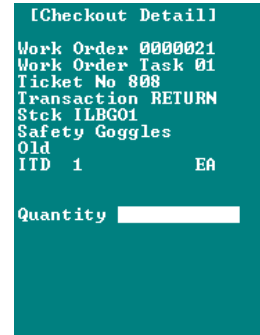 [Checkout Detail]
Work Order 0000021
Work Order Task 01
Ticket No 808
Transaction RETURN
Stck ILBGO1
Safety Goggles
Old
ITD 1 EA
Quantity